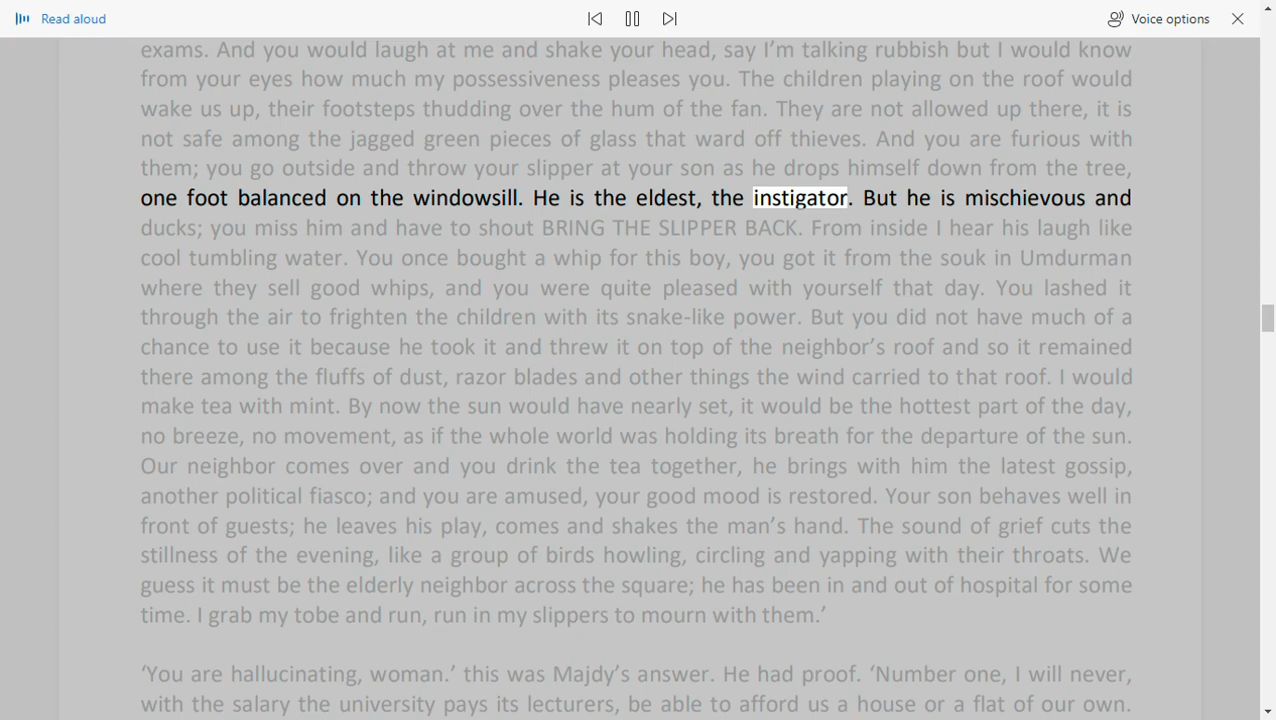 Read aloud
Voice options
exams. And you would laugh at me and shake your head, say I’m talking rubbish but I would know
from your eyes how much my possessiveness pleases you. The children playing on the roof would
wake us up, their footsteps thudding over the hum of the fan. They are not allowed up there, it is
not safe among the jagged green pieces of glass that ward off thieves. And you are furious with
them; you go outside and throw your slipper at your son as he drops himself down from the tree,
one foot balanced on the windowsill. He is the eldest, the instigator. But he is mischievous and
ducks; you miss him and have to shout BRING THE SLIPPER BACK. From inside I hear his laugh like
cool tumbling water. You once bought a whip for this boy, you got it from the souk in Umdurman
where they sell good whips, and you were quite pleased with yourself that day. You lashed it
through the air to frighten the children with its snake-like power. But you did not have much of a
chance to use it because he took it and threw it on top of the neighbor’s roof and so it remained
there among the fluffs of dust, razor blades and other things the wind carried to that roof. I would
make tea with mint. By now the sun would have nearly set, it would be the hottest part of the day,
no breeze, no movement, as if the whole world was holding its breath for the departure of the sun.
Our neighbor comes over and you drink the tea together, he brings with him the latest gossip,
another political fiasco; and you are amused, your good mood is restored. Your son behaves well in
front of guests; he leaves his play, comes and shakes the man’s hand. The sound of grief cuts the
stillness of the evening, like a group of birds howling, circling and yapping with their throats. We
guess it must be the elderly neighbor across the square; he has been in and out of hospital for some
time. I grab my tobe and run, run in my slippers to mourn with them.’
‘You are hallucinating, woman.’ this was Majdy’s answer. He had proof. ‘Number one, I will never,
with the salary the university pays its lecturers, be able to afford us a house or a flat of our own.